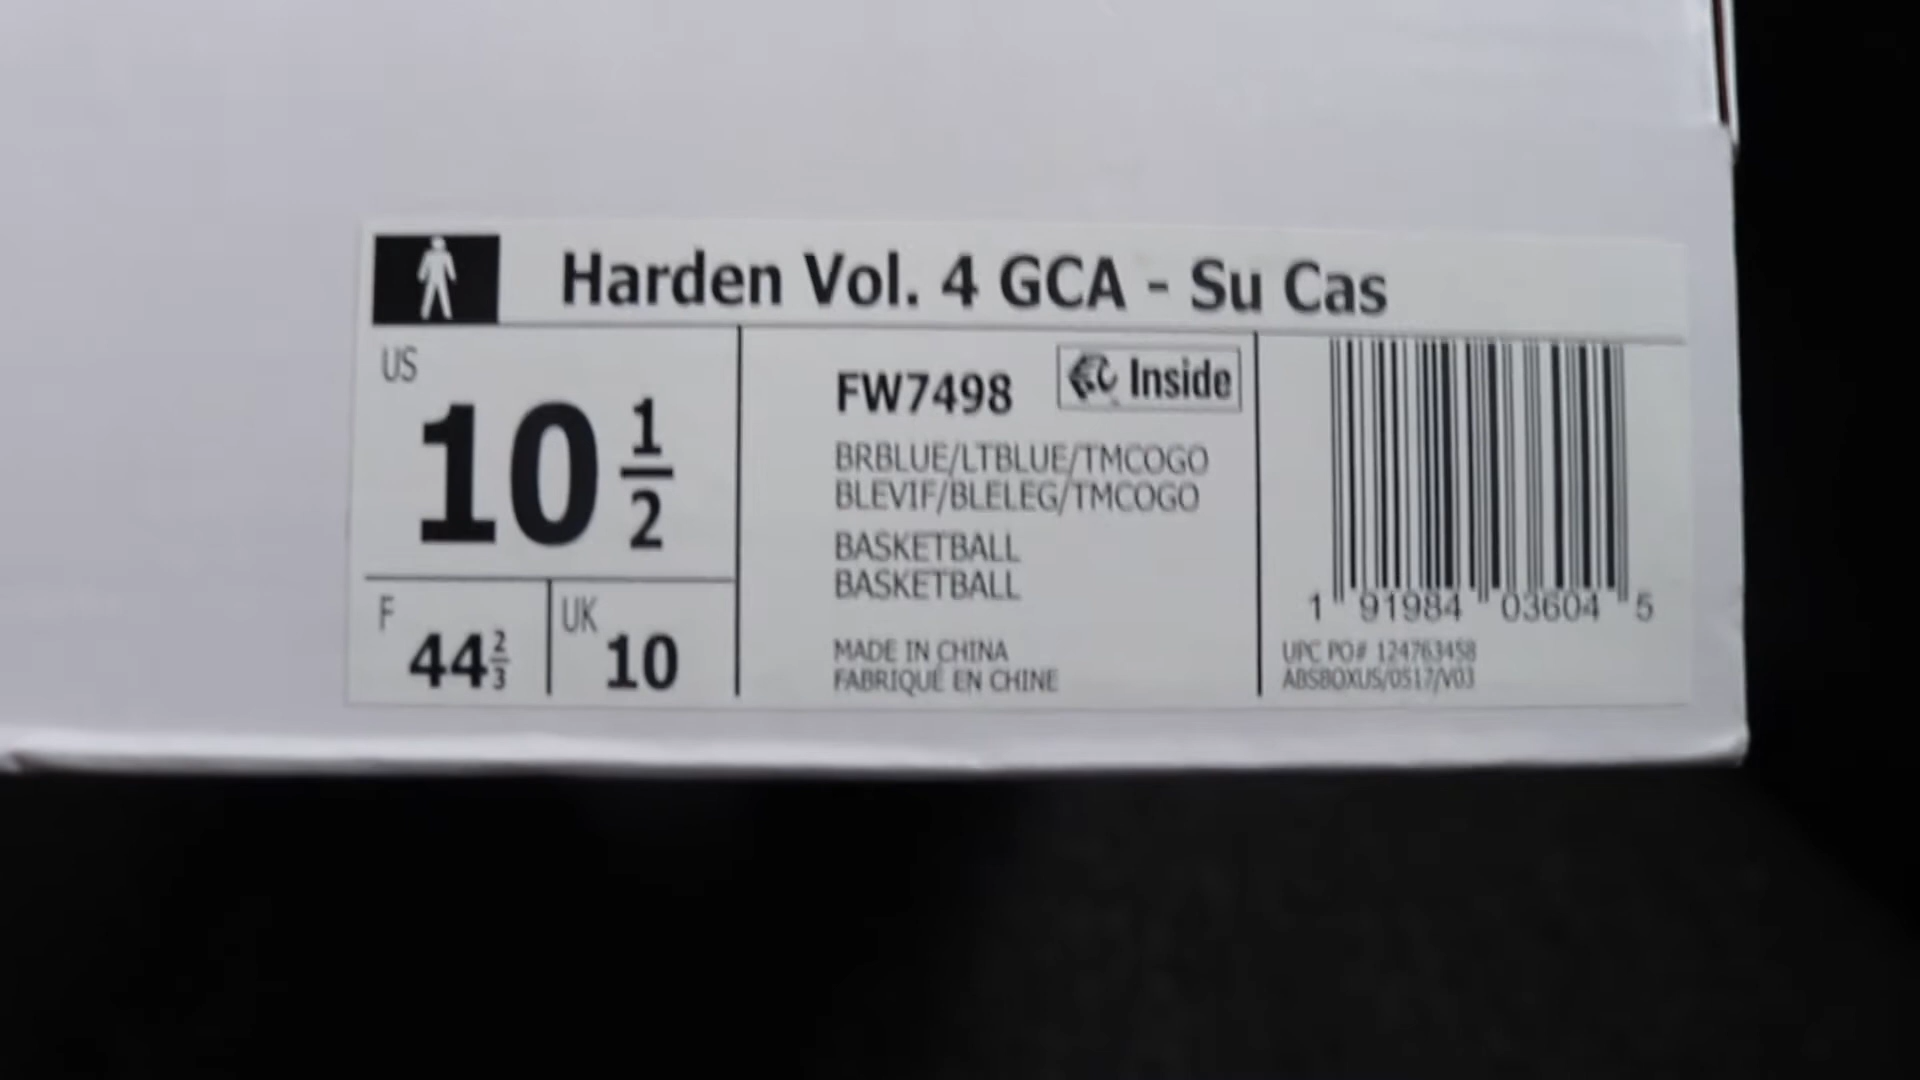 Harden Vol. 4 GCA - Su Cas
US
10 1/2
F
44 2/3
UK
10
FW7498
Inside
BRBLUE/LTBLUE/TMCOGO
BLEVIF/BLELEG/TMCOGO
BASKETBALL
BASKETBALL
MADE IN CHINA
FABRIQUÉ EN CHINE
1 91984 03604 5
UPC PO# 124763458
ABSBOXUS/0517/V03